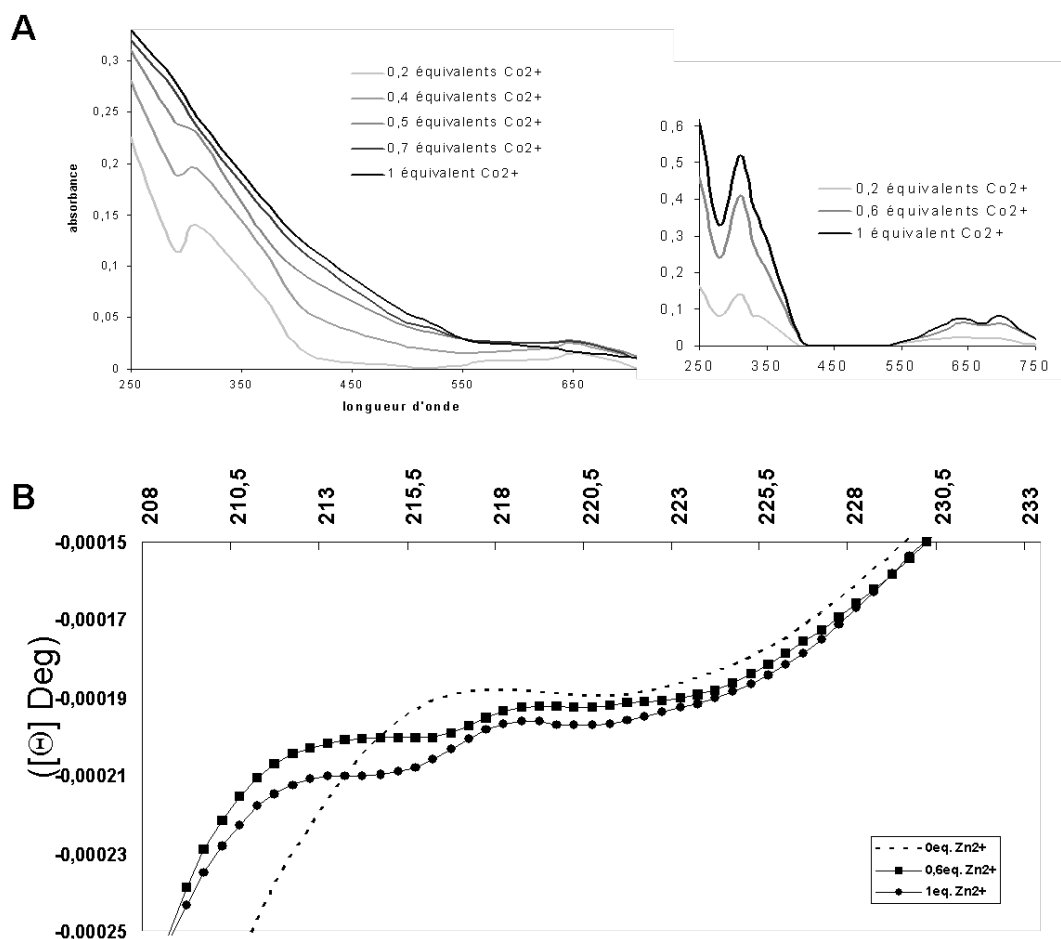 A
absorbance
0,3
0,25
0,2
0,15
0,1
0,05
0
250
350
450
550
650
longueur d'onde
0,2 équivalents Co2+
0,4 équivalents Co2+
0,5 équivalents Co2+
0,7 équivalents Co2+
1 équivalent Co2+
0,6
0,5
0,4
0,3
0,2
0,1
0
250
350
450
550
650
750
0,2 équivalents Co2+
0,6 équivalents Co2+
1 équivalent Co2+
B
208
210,5
213
215,5
218
220,5
223
225,5
228
230,5
233
([Θ] Deg)
-0,00015
-0,00017
-0,00019
-0,00021
-0,00023
-0,00025
0eq. Zn2+
0,6eq. Zn2+
1eq. Zn2+